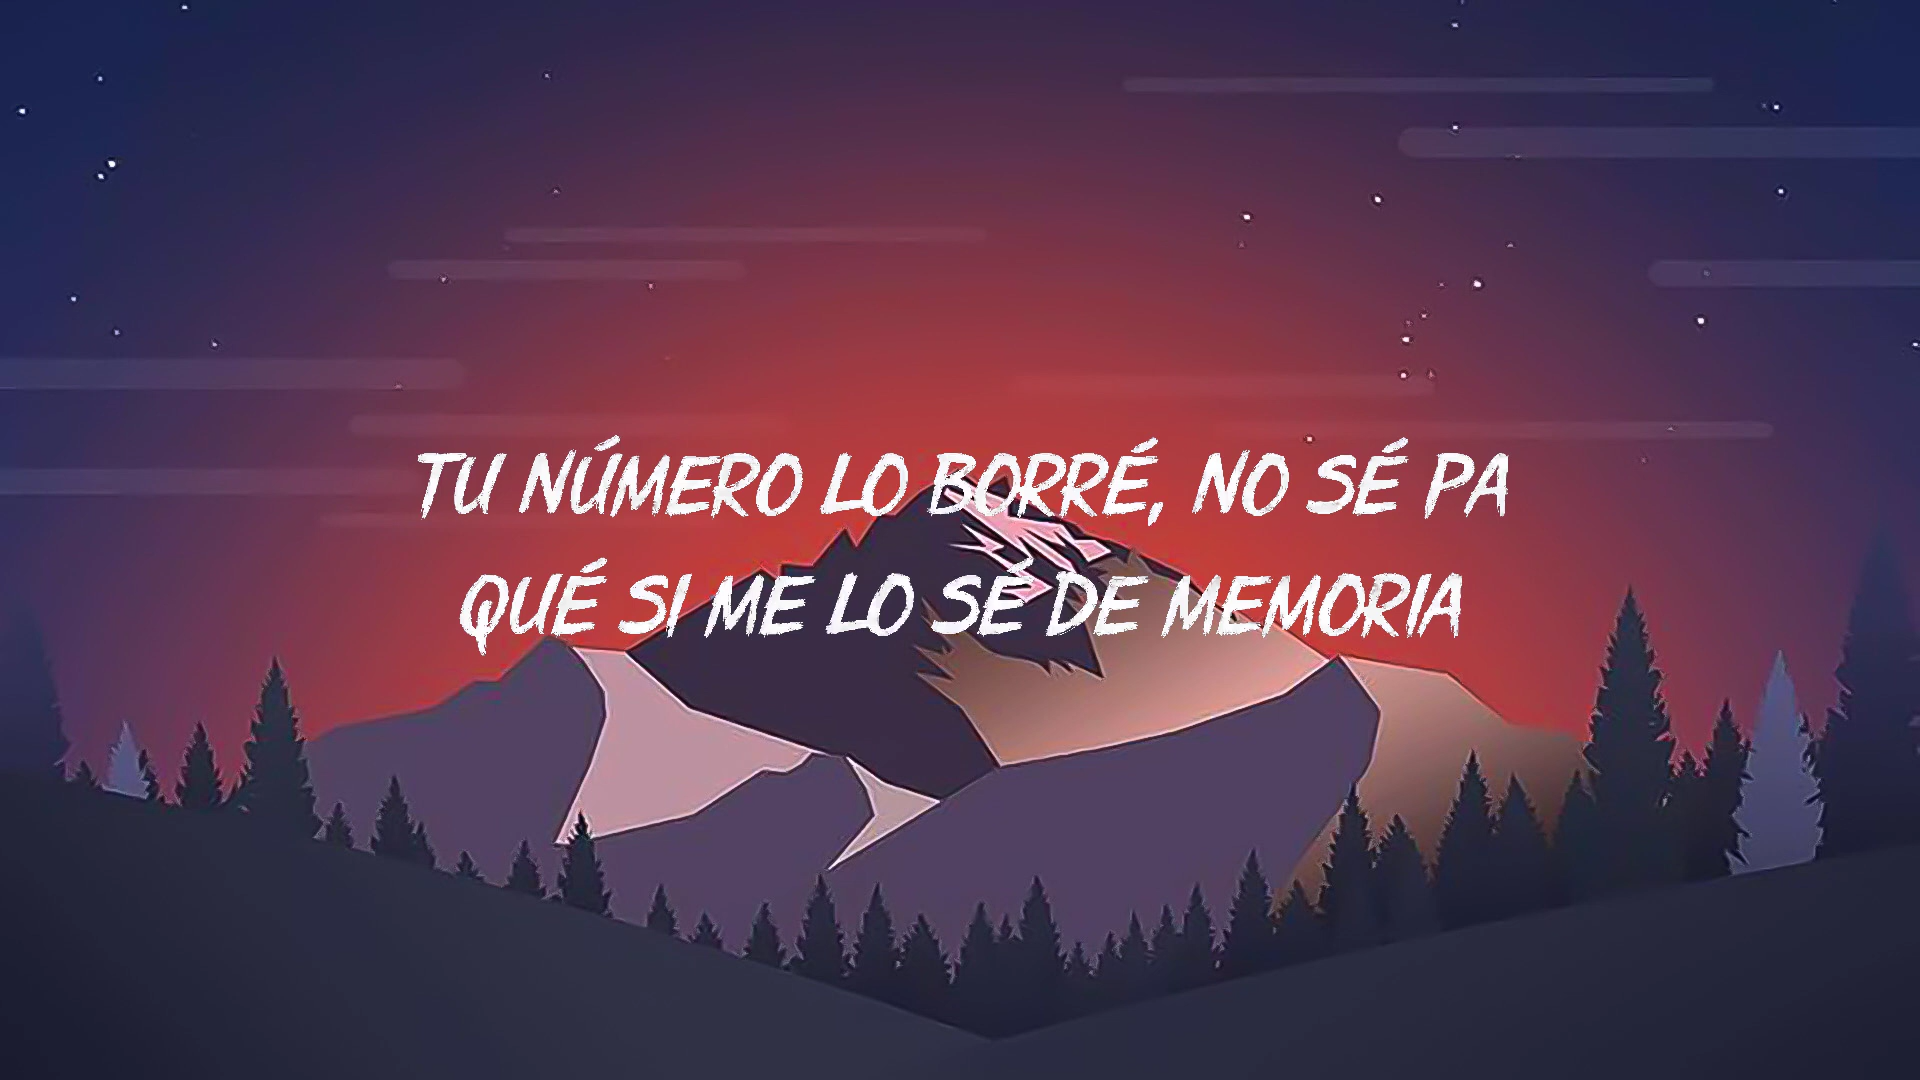 TU NÚMERO LO BORRÉ, NO SÉ PA
QUÉ SI ME LO SÉ DE MEMORIA